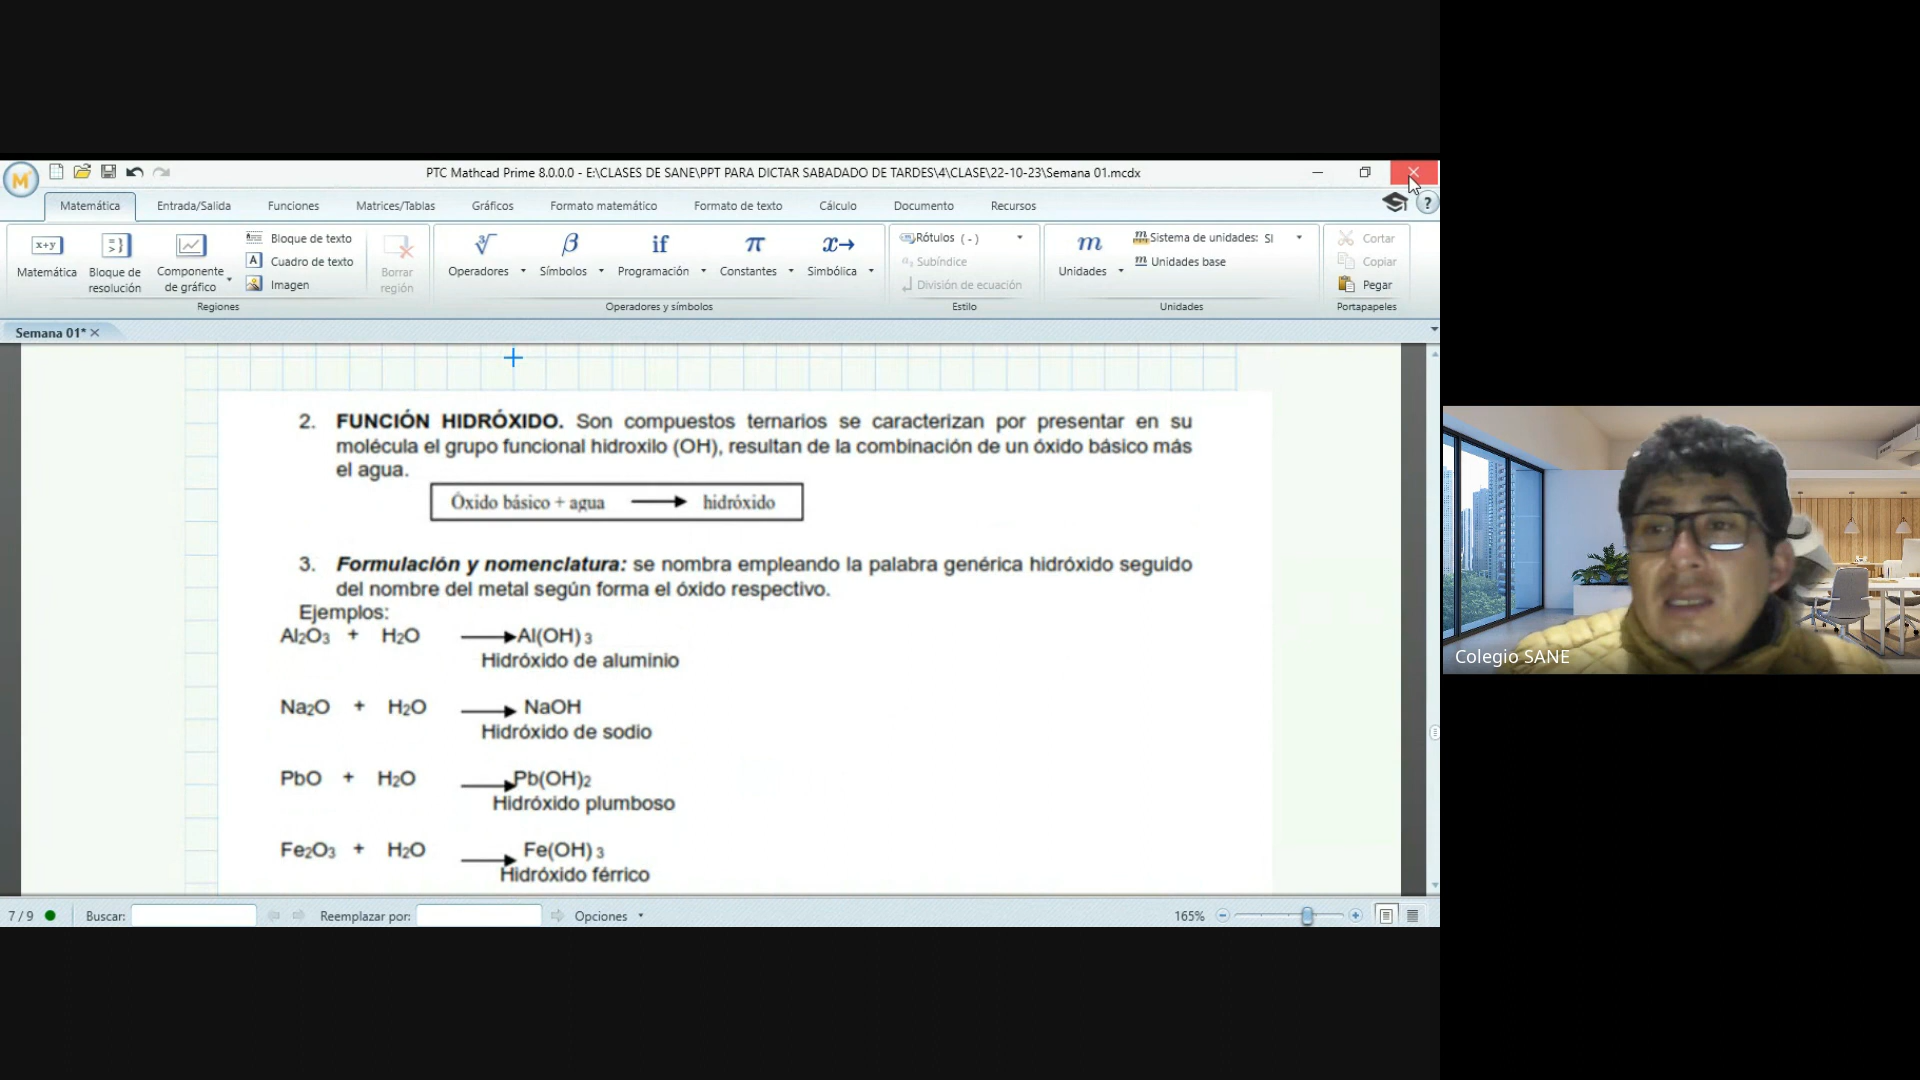 PTC Mathcad Prime 8.0.0.0 - E:\CLASES DE SANE\PPT PARA DICTAR SABADADO DE TARDES\4\CLASE\22-10-23\Semana 01.mcdx
Matemática Entrada/Salida Funciones Matrices/Tablas Gráficos Formato matemático Formato de texto Cálculo Documento Recursos
Matemática
Bloque de resolución
Componente de gráfico
Bloque de texto
Cuadro de texto
Imagen
Borrar región
Regiones
Operadores Símbolos Programación Constantes Simbólica
Operadores y símbolos
Rótulos ( - )
Subíndice
División de ecuación
Estilo
Unidades
Sistema de unidades: SI
Unidades base
Unidades
Cortar
Copiar
Pegar
Portapapeles
Semana 01*
2. FUNCIÓN HIDRÓXIDO. Son compuestos ternarios se caracterizan por presentar en su
molécula el grupo funcional hidroxilo (OH), resultan de la combinación de un óxido básico más
el agua.
Óxido básico + agua → hidróxido
3. Formulación y nomenclatura: se nombra empleando la palabra genérica hidróxido seguido
del nombre del metal según forma el óxido respectivo.
Ejemplos:
Al2O3 + H2O → Al(OH) 3
Hidróxido de aluminio
Na2O + H2O → NaOH
Hidróxido de sodio
PbO + H2O → Pb(OH)2
Hidróxido plumboso
Fe2O3 + H2O → Fe(OH) 3
Hidróxido férrico
7 / 9 Buscar: Reemplazar por: Opciones 165%
Colegio SANE